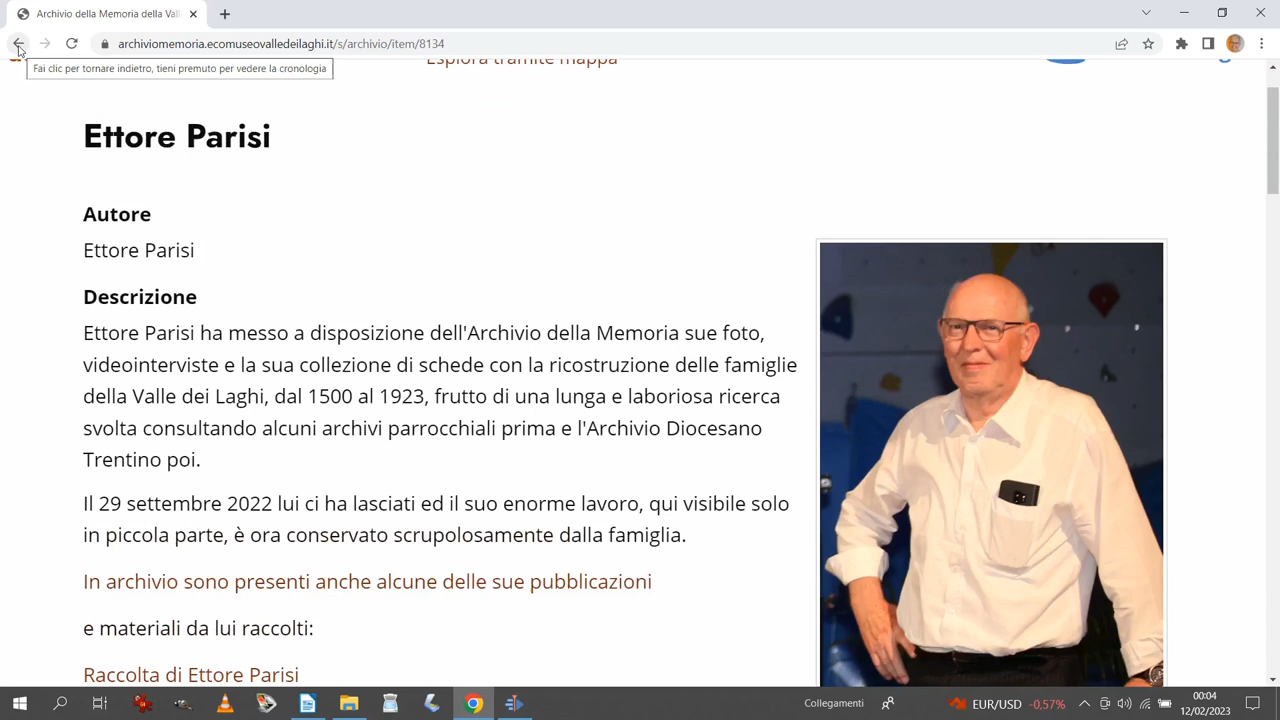 Archivio della Memoria della Vall
archiviomemoria.ecomuseovalledeilaghi.it/s/archivio/item/8134
Fai clic per tornare indietro, tieni premuto per vedere la cronologia
Esplora tramite mappa
Ettore Parisi
Autore
Ettore Parisi
Descrizione
Ettore Parisi ha messo a disposizione dell'Archivio della Memoria sue foto,
videointerviste e la sua collezione di schede con la ricostruzione delle famiglie
della Valle dei Laghi, dal 1500 al 1923, frutto di una lunga e laboriosa ricerca
svolta consultando alcuni archivi parrocchiali prima e l'Archivio Diocesano
Trentino poi.
Il 29 settembre 2022 lui ci ha lasciati ed il suo enorme lavoro, qui visibile solo
in piccola parte, è ora conservato scrupolosamente dalla famiglia.
In archivio sono presenti anche alcune delle sue pubblicazioni
e materiali da lui raccolti:
Raccolta di Ettore Parisi
Collegamenti
EUR/USD -0,57%
00:04
12/02/2023